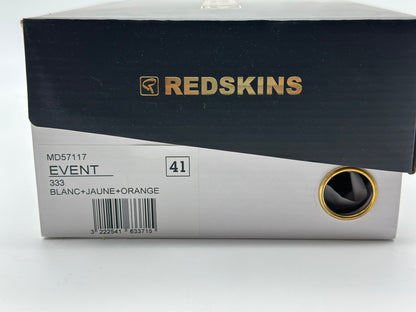 REDSKINS
MD57117
EVENT
41
333
BLANC+JAUNE+ORANGE
3 222541 633715